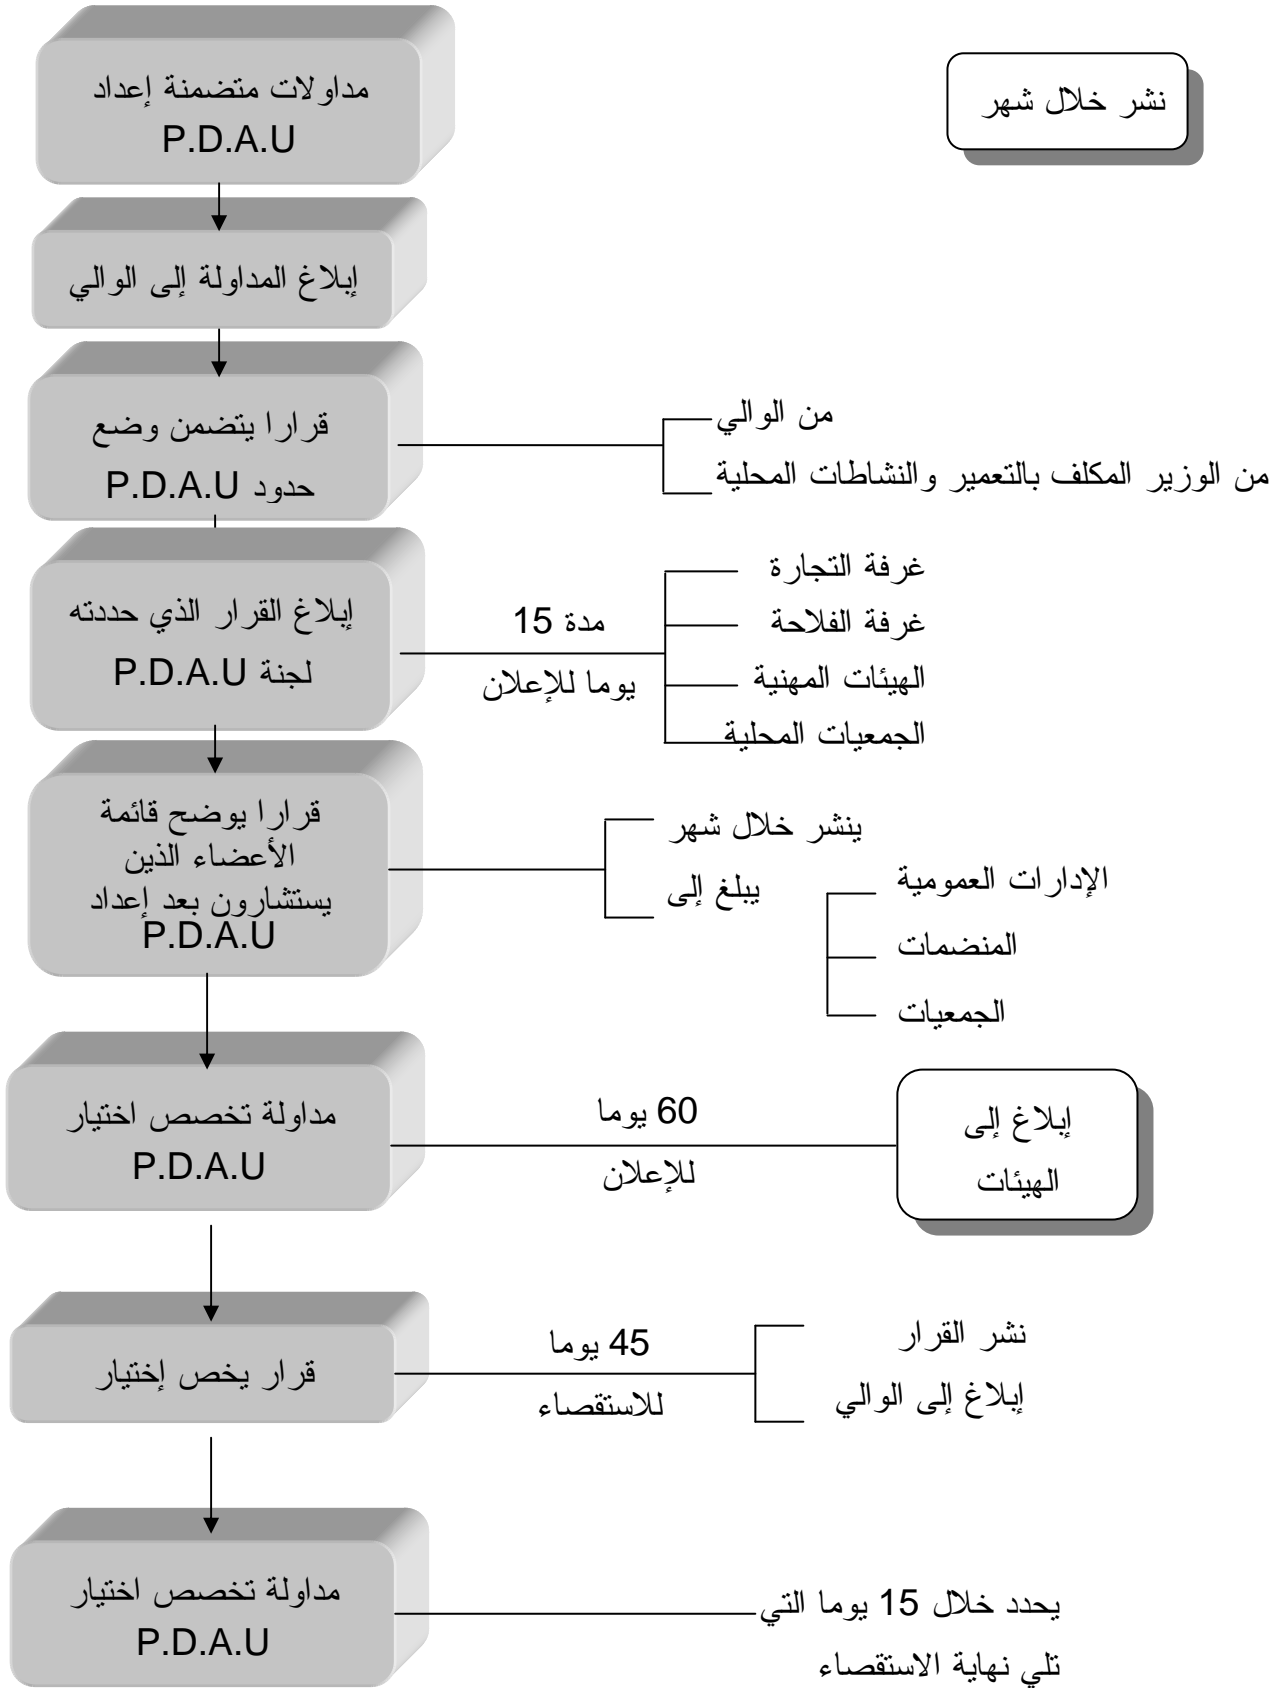 مداولات متضمنة إعداد
P.D.A.U
نشر خلال شهر
إبلاغ المداولة إلى الوالي
قرارا يتضمن وضع
حدود P.D.A.U
من الوالي
من الوزير المكلف بالتعمير والنشاطات المحلية
إبلاغ القرار الذي حددته
لجنة P.D.A.U
مدة 15
يوما للإعلان
غرفة التجارة
غرفة الفلاحة
الهيئات المهنية
الجمعيات المحلية
قرارا يوضح قائمة
الأعضاء الذين
يستشارون بعد إعداد
P.D.A.U
ينشر خلال شهر
يبلغ إلى
الإدارات العمومية
المنضمات
الجمعيات
مداولة تخصص اختيار
P.D.A.U
60 يوما
للإعلان
إبلاغ إلى
الهيئات
قرار يخص إختيار
45 يوما
للاستقصاء
نشر القرار
إبلاغ إلى الوالي
مداولة تخصص اختيار
P.D.A.U
يحدد خلال 15 يوما التي
تلي نهاية الاستقصاء